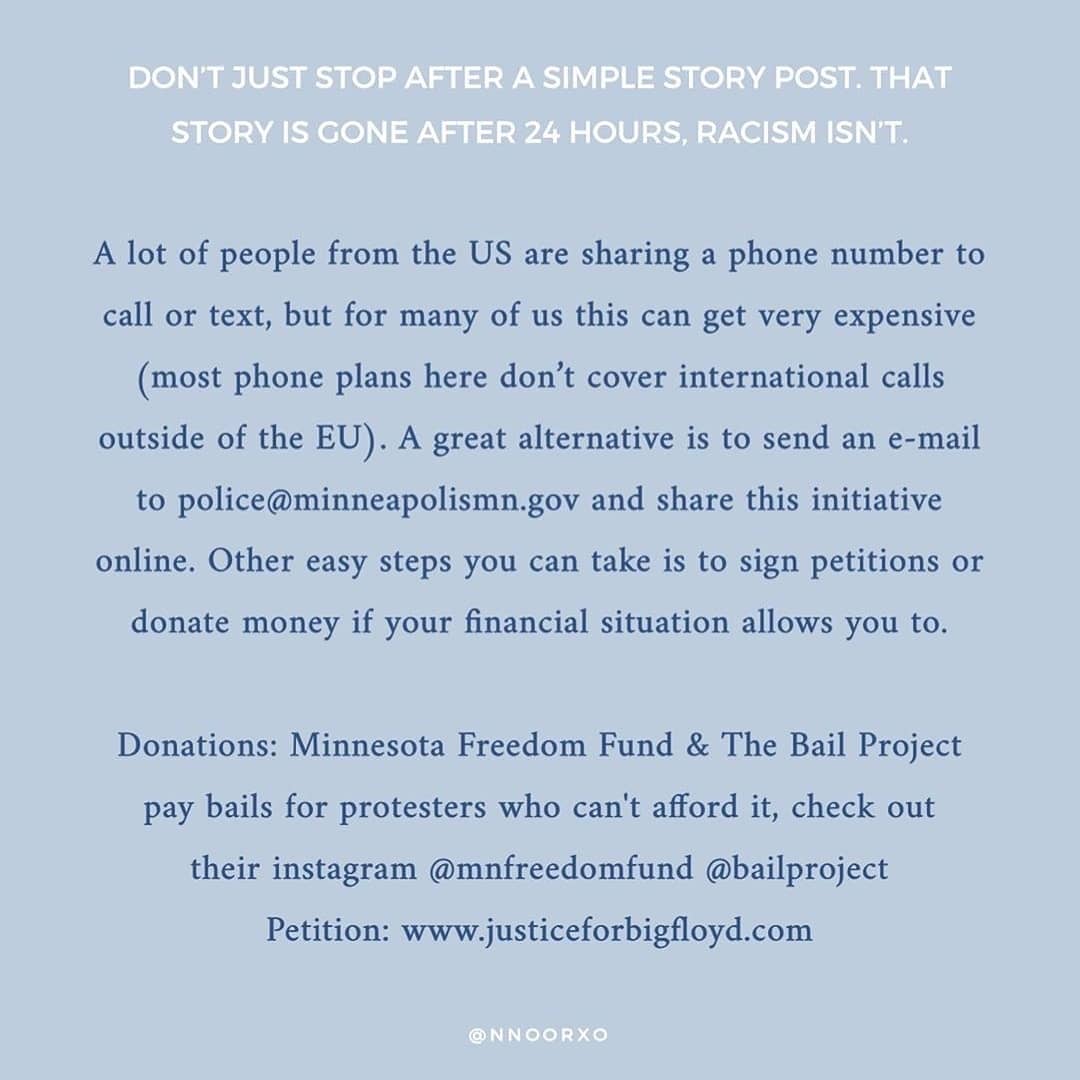 DON’T JUST STOP AFTER A SIMPLE STORY POST. THAT
STORY IS GONE AFTER 24 HOURS, RACISM ISN’T.
A lot of people from the US are sharing a phone number to
call or text, but for many of us this can get very expensive
(most phone plans here don’t cover international calls
outside of the EU). A great alternative is to send an e-mail
to police@minneapolismn.gov and share this initiative
online. Other easy steps you can take is to sign petitions or
donate money if your financial situation allows you to.
Donations: Minnesota Freedom Fund & The Bail Project
pay bails for protesters who can't afford it, check out
their instagram @mnfreedomfund @bailproject
Petition: www.justiceforbigfloyd.com
@NNOORXO